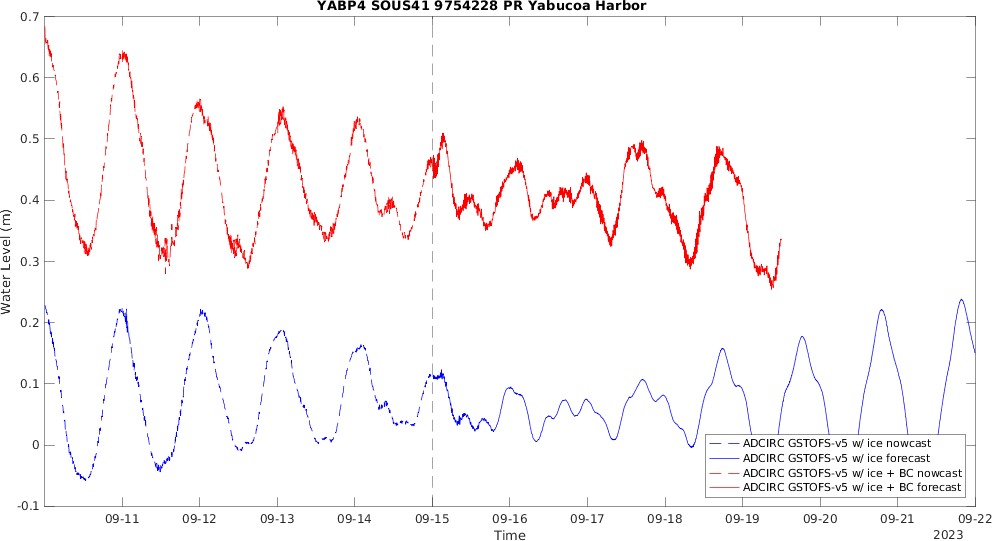 YABP4 SOUS41 9754228 PR Yabucoa Harbor
0.7
0.6
0.5
0.4
0.3
0.2
0.1
0
-0.1
Water Level (m)
09-11 09-12 09-13 09-14 09-15 09-16 09-17 09-18 09-19 09-20 09-21 09-22
Time
2023
ADCIRC GSTOFS-v5 w/ ice nowcast
ADCIRC GSTOFS-v5 w/ ice forecast
ADCIRC GSTOFS-v5 w/ ice + BC nowcast
ADCIRC GSTOFS-v5 w/ ice + BC forecast